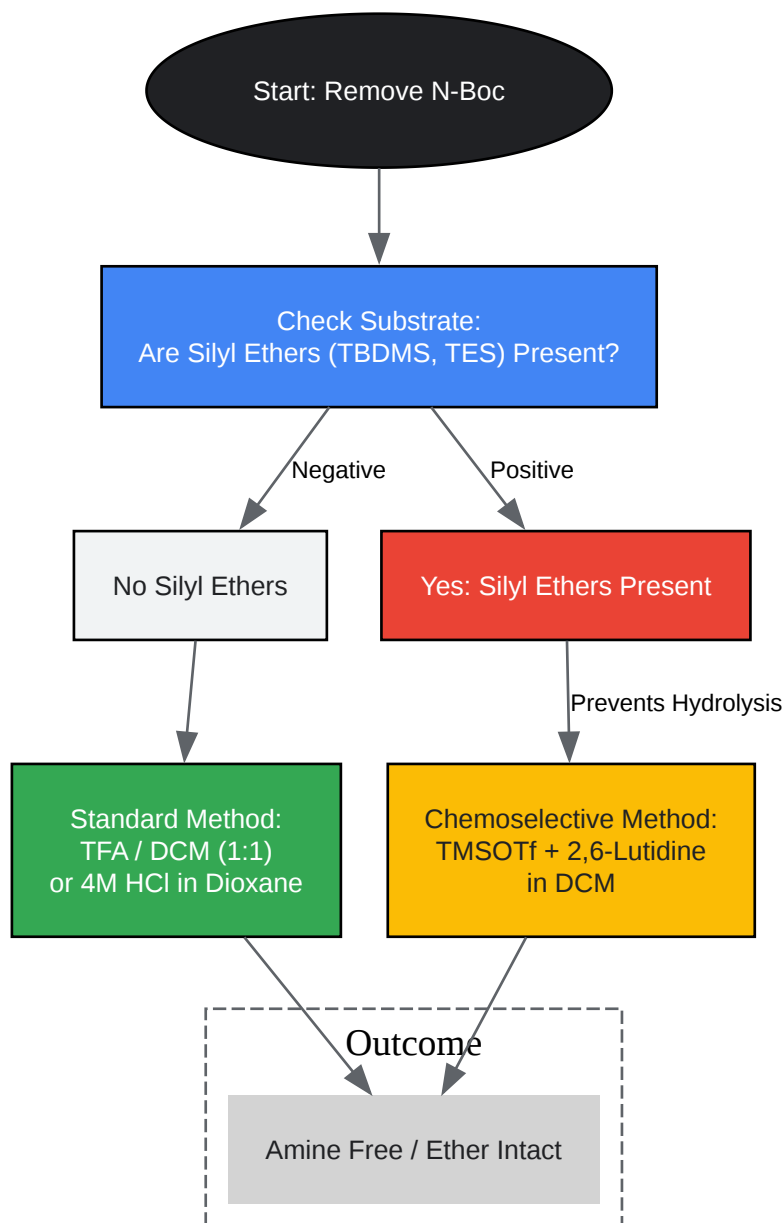 Start: Remove N-Boc
Check Substrate:
Are Silyl Ethers (TBDMS, TES) Present?
Negative
Positive
No Silyl Ethers
Yes: Silyl Ethers Present
Prevents Hydrolysis
Standard Method:
TFA / DCM (1:1)
or 4M HCl in Dioxane
Chemoselective Method:
TMSOTf + 2,6-Lutidine
in DCM
Outcome
Amine Free / Ether Intact